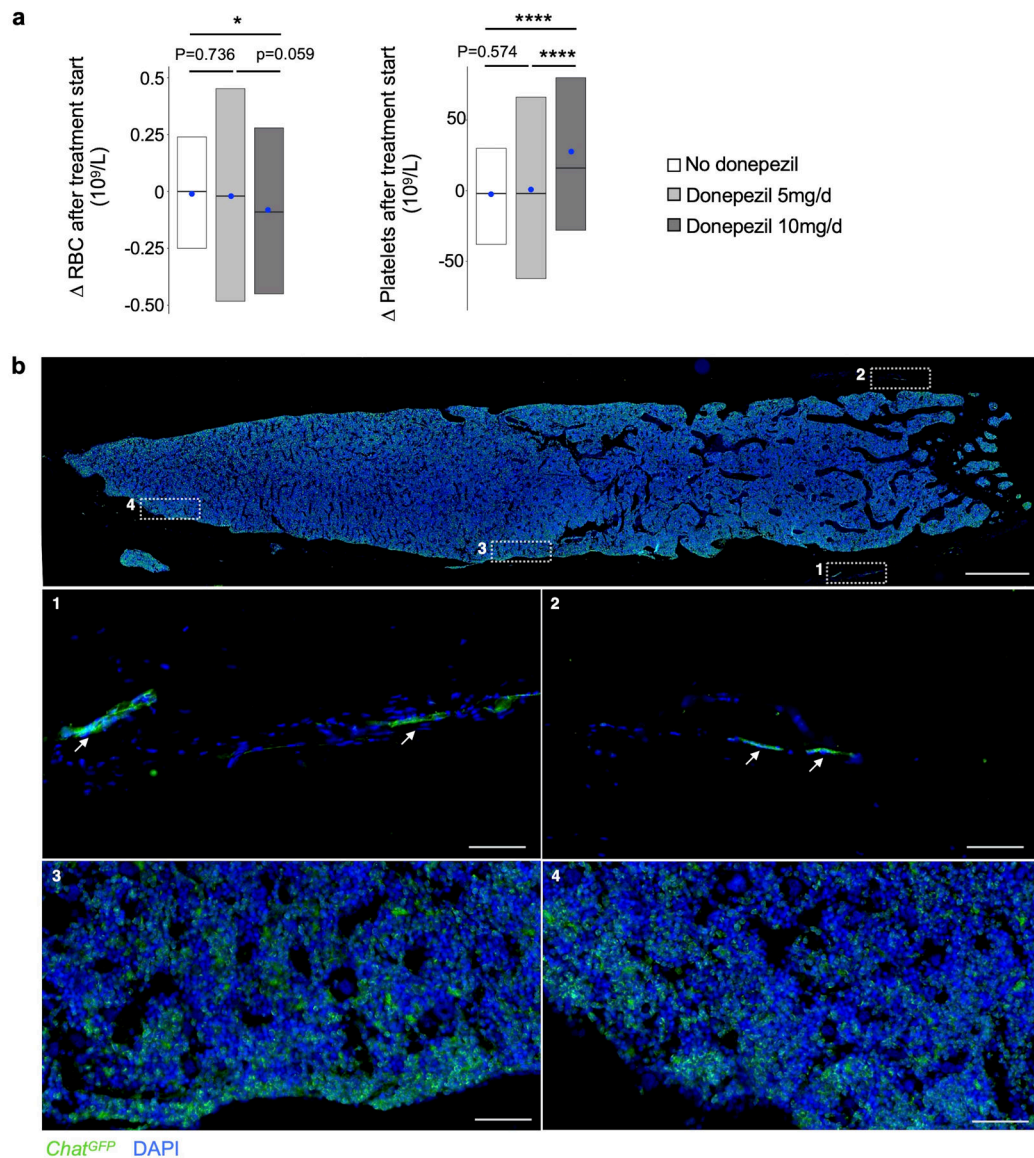 a
*
P=0.736 p=0.059
Δ RBC after treatment start
(10⁹/L)
0.5
0.25
0
-0.25
-0.50
****
P=0.574 ****
Δ Platelets after treatment start
(10⁹/L)
50
0
-50
No donepezil
Donepezil 5mg/d
Donepezil 10mg/d
b
2
4
3
1
1
2
3
4
Chatᴳᶠᴾ DAPI